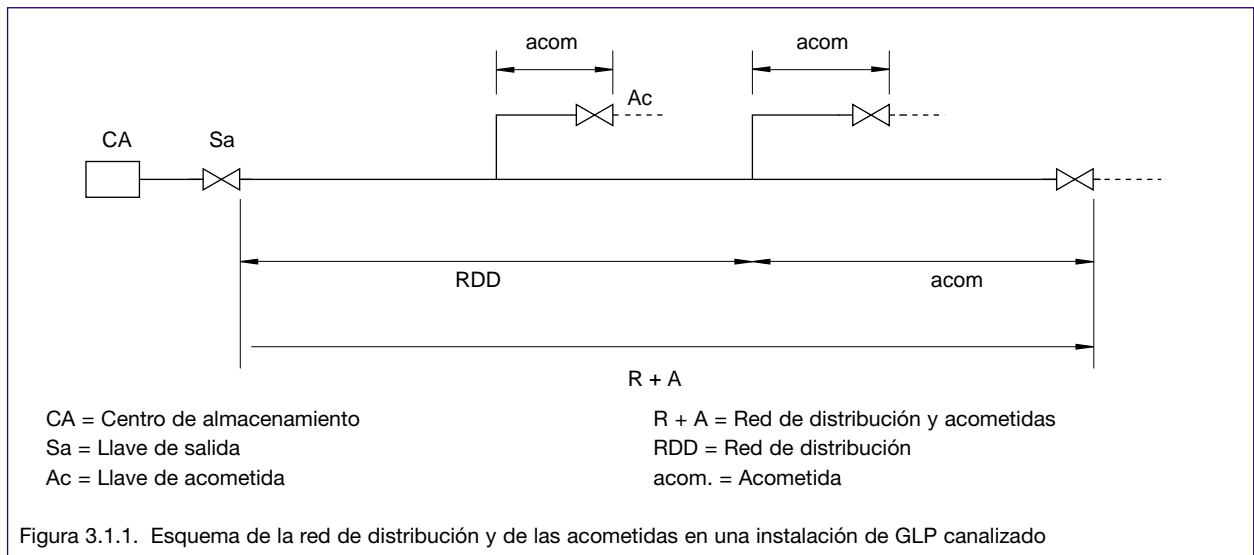 acom
acom
Ac
CA
Sa
RDD
acom
R + A
CA = Centro de almacenamiento
Sa = Llave de salida
Ac = Llave de acometida
R + A = Red de distribución y acometidas
RDD = Red de distribución
acom. = Acometida
Figura 3.1.1. Esquema de la red de distribución y de las acometidas en una instalación de GLP canalizado